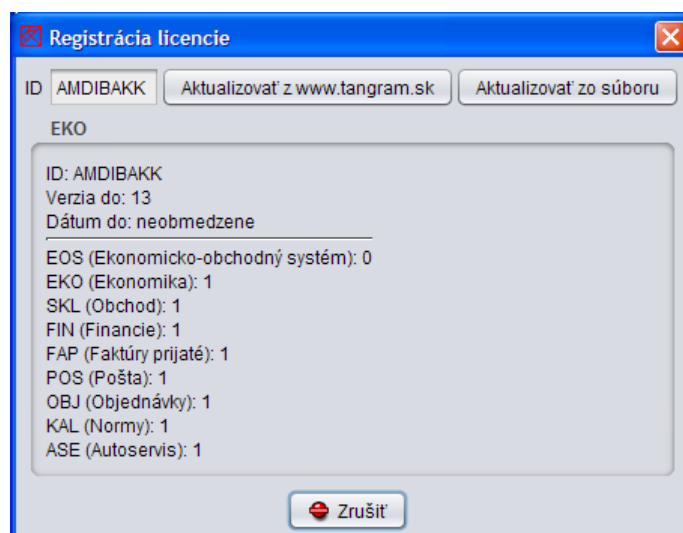 Registrácia licencie
ID AMDIBAKK Aktualizovať z www.tangram.sk Aktualizovať zo súboru
EKO
ID: AMDIBAKK
Verzia do: 13
Dátum do: neobmedzene
EOS (Ekonomicko-obchodný systém): 0
EKO (Ekonomika): 1
SKL (Obchod): 1
FIN (Financie): 1
FAP (Faktúry prijaté): 1
POS (Pošta): 1
OBJ (Objednávky): 1
KAL (Normy): 1
ASE (Autoservis): 1
Zrušiť